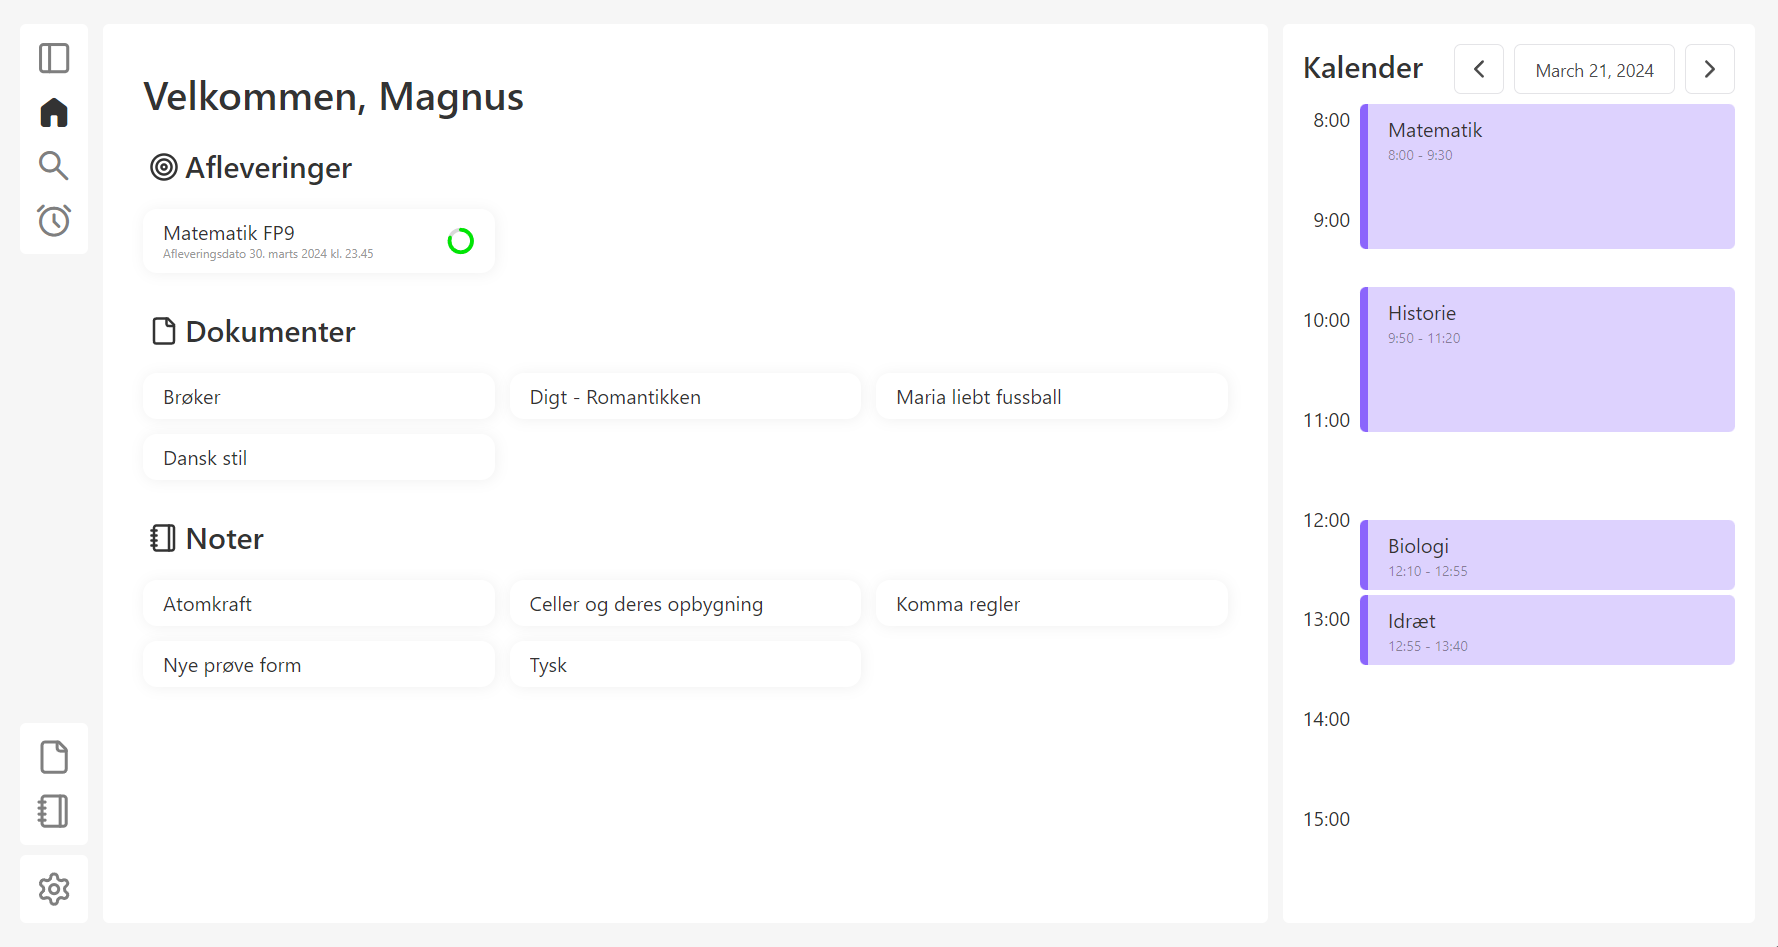 Velkommen, Magnus
Afleveringer
Matematik FP9
Afleveringsdato 30. marts 2024 kl. 23.45
Dokumenter
Brøker
Digt - Romantikken
Maria liebt fussball
Dansk stil
Noter
Atomkraft
Celler og deres opbygning
Komma regler
Nye prøve form
Tysk
Kalender
March 21, 2024
8:00
Matematik
8:00 - 9:30
9:00
10:00
Historie
9:50 - 11:20
11:00
12:00
Biologi
12:10 - 12:55
13:00
Idræt
12:55 - 13:40
14:00
15:00